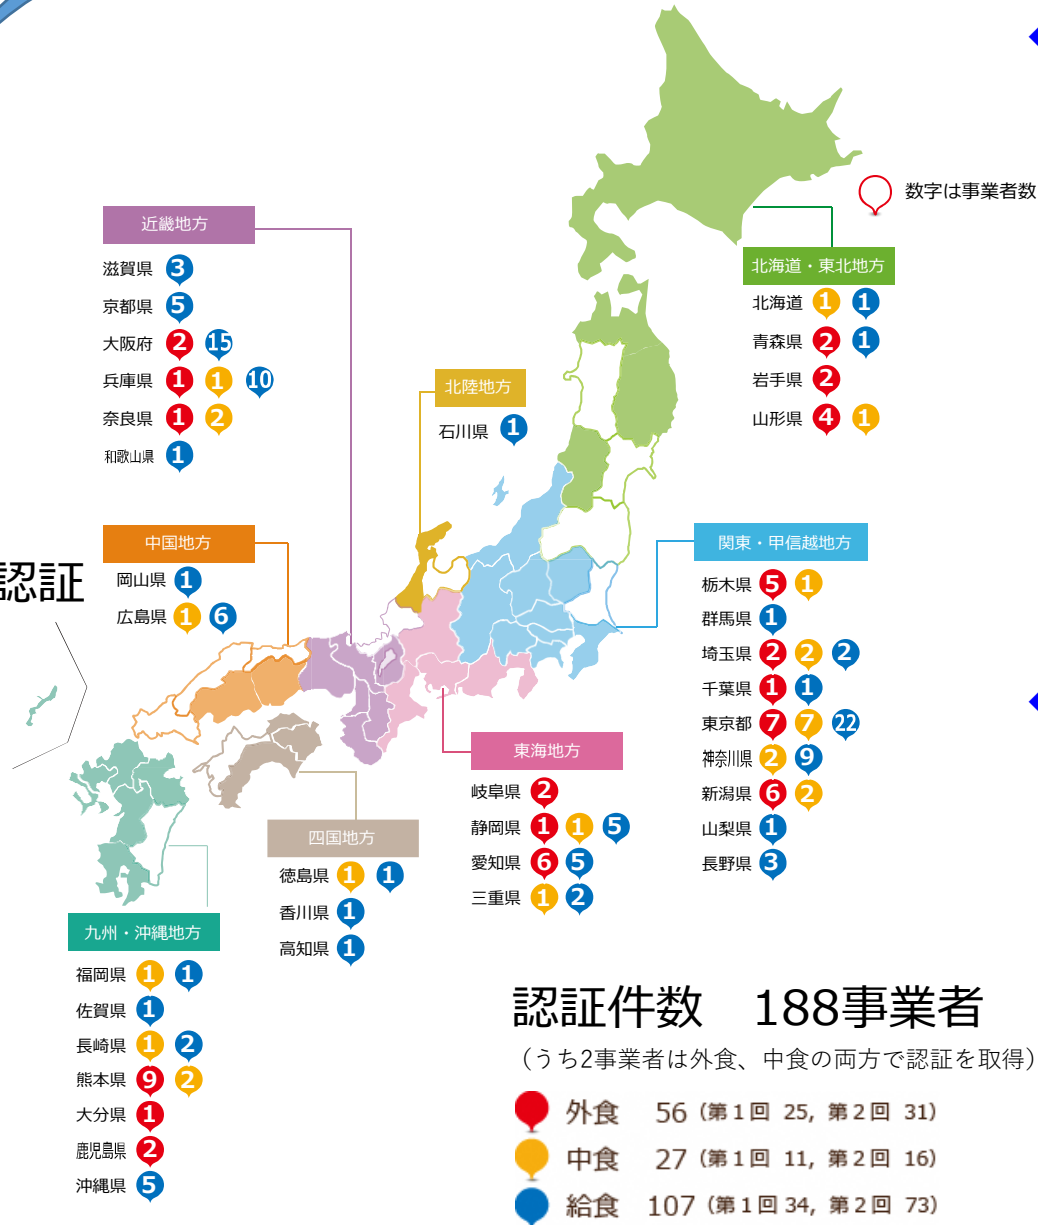 数字は事業者数
近畿地方
滋賀県 3
京都県 5
大阪府 2 15
兵庫県 1 1 10
奈良県 1 2
和歌山県 1
北海道・東北地方
北海道 1 1
青森県 2 1
岩手県 2
山形県 4 1
北陸地方
石川県 1
中国地方
岡山県 1
広島県 1 6
認証
関東・甲信越地方
栃木県 5 1
群馬県 1
埼玉県 2 2 2
千葉県 1 1
東京都 7 7 22
神奈川県 2 9
新潟県 6 2
山梨県 1
長野県 3
東海地方
岐阜県 2
静岡県 1 1 5
愛知県 6 5
三重県 1 2
四国地方
徳島県 1 1
香川県 1
高知県 1
九州・沖縄地方
福岡県 1 1
佐賀県 1
長崎県 1 2
熊本県 9 2
大分県 1
鹿児島県 2
沖縄県 5
認証件数 188事業者
（うち2事業者は外食、中食の両方で認証を取得）
外食 56 (第1回 25, 第2回 31)
中食 27 (第1回 11, 第2回 16)
給食 107 (第1回 34, 第2回 73)